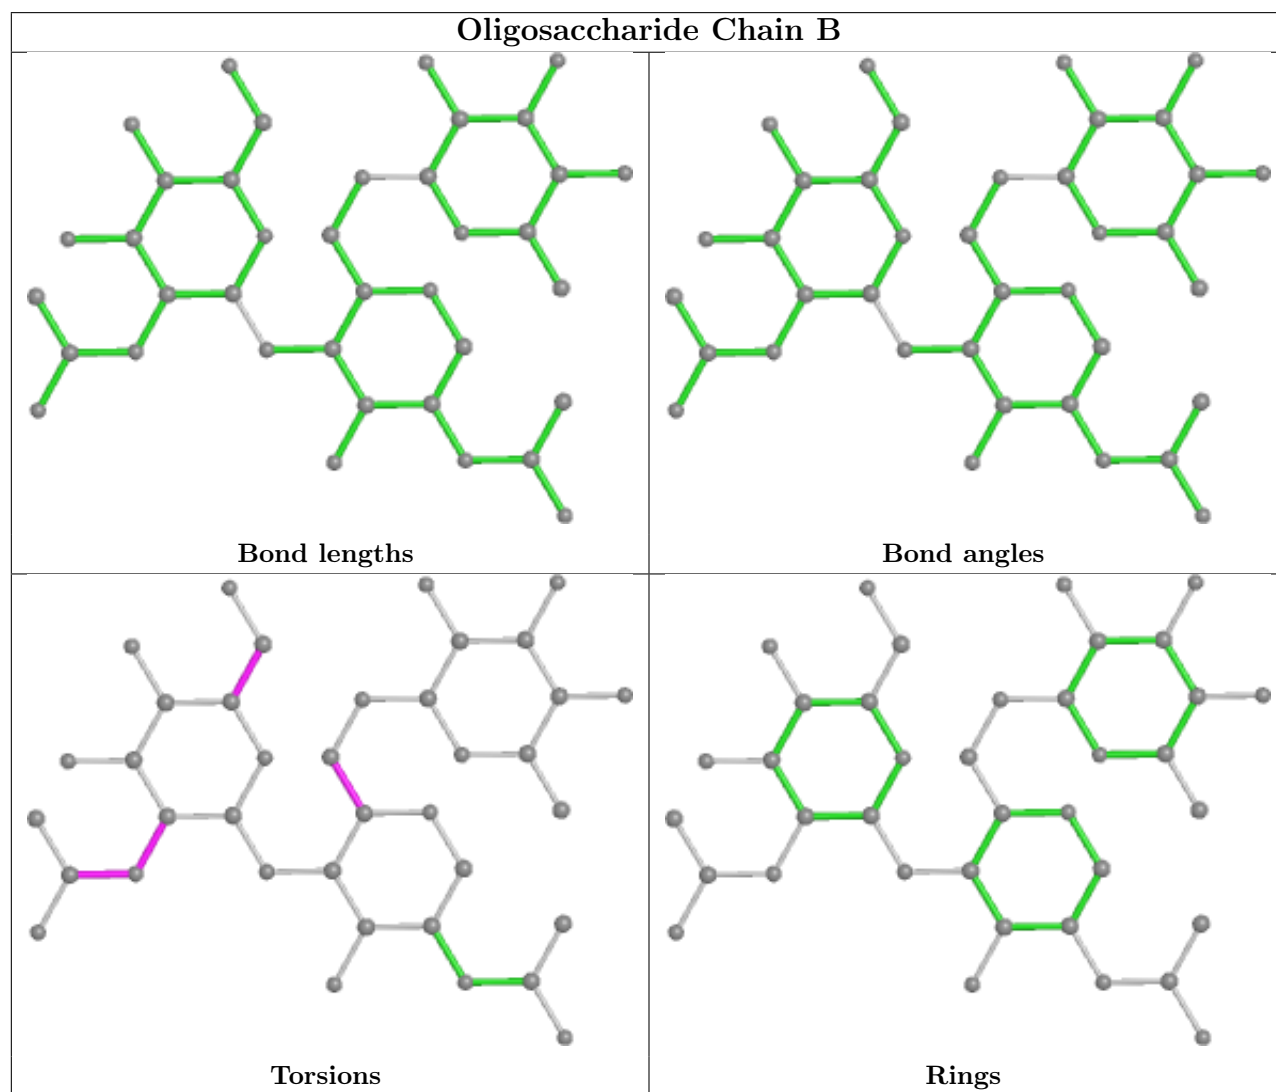 Oligosaccharide Chain B
Bond lengths
Bond angles
Torsions
Rings